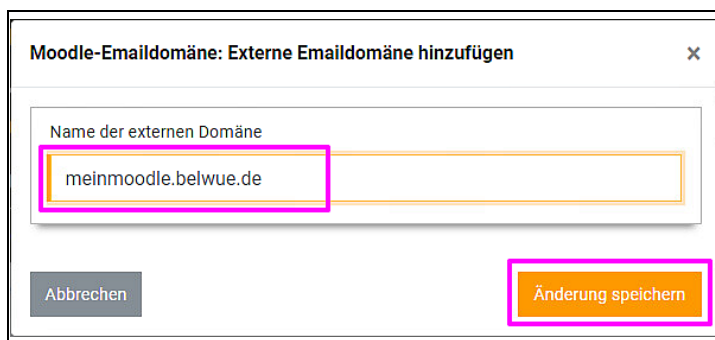 Moodle-Emaildomäne: Externe Emaildomäne hinzufügen ×
Name der externen Domäne
meinmoodle.belwue.de
Abbrechen Änderung speichern